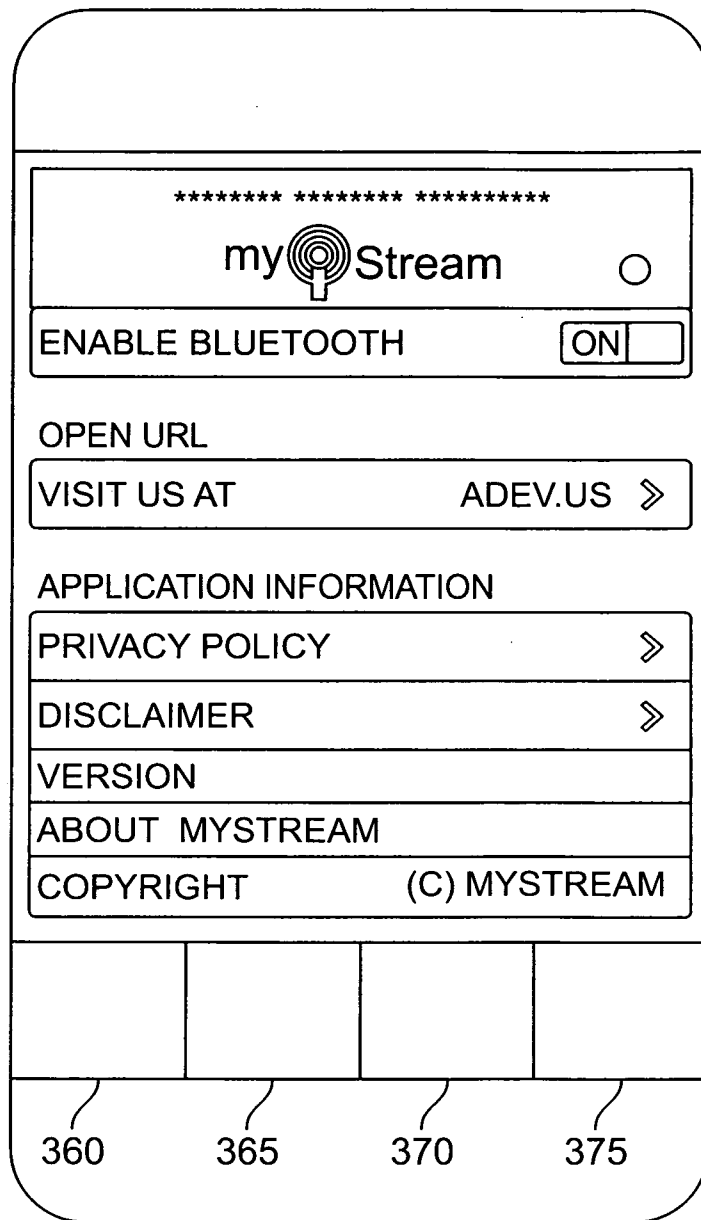 ******** ******** **********
my Stream
ENABLE BLUETOOTH ON
OPEN URL
VISIT US AT ADEV.US
APPLICATION INFORMATION
PRIVACY POLICY
DISCLAIMER
VERSION
ABOUT MYSTREAM
COPYRIGHT (C) MYSTREAM
360 365 370 375